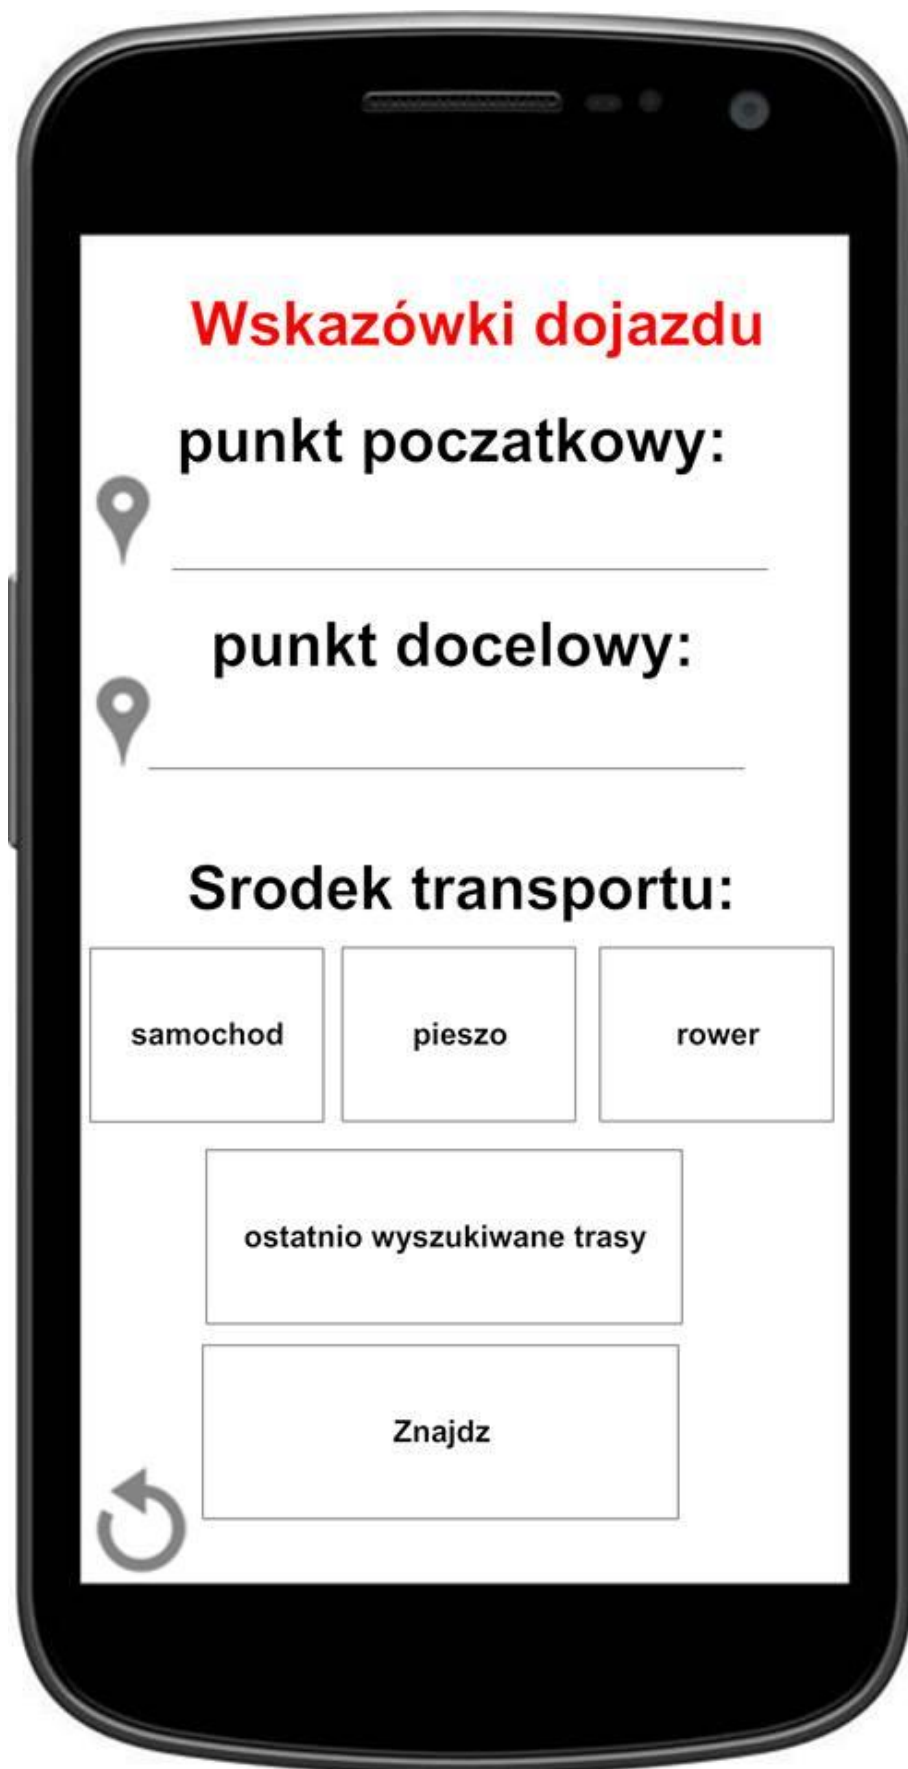 Wskazówki dojazdu
punkt poczatkowy:
punkt docelowy:
Srodek transportu:
samochod pieszo rower
ostatnio wyszukiwane trasy
Znajdz